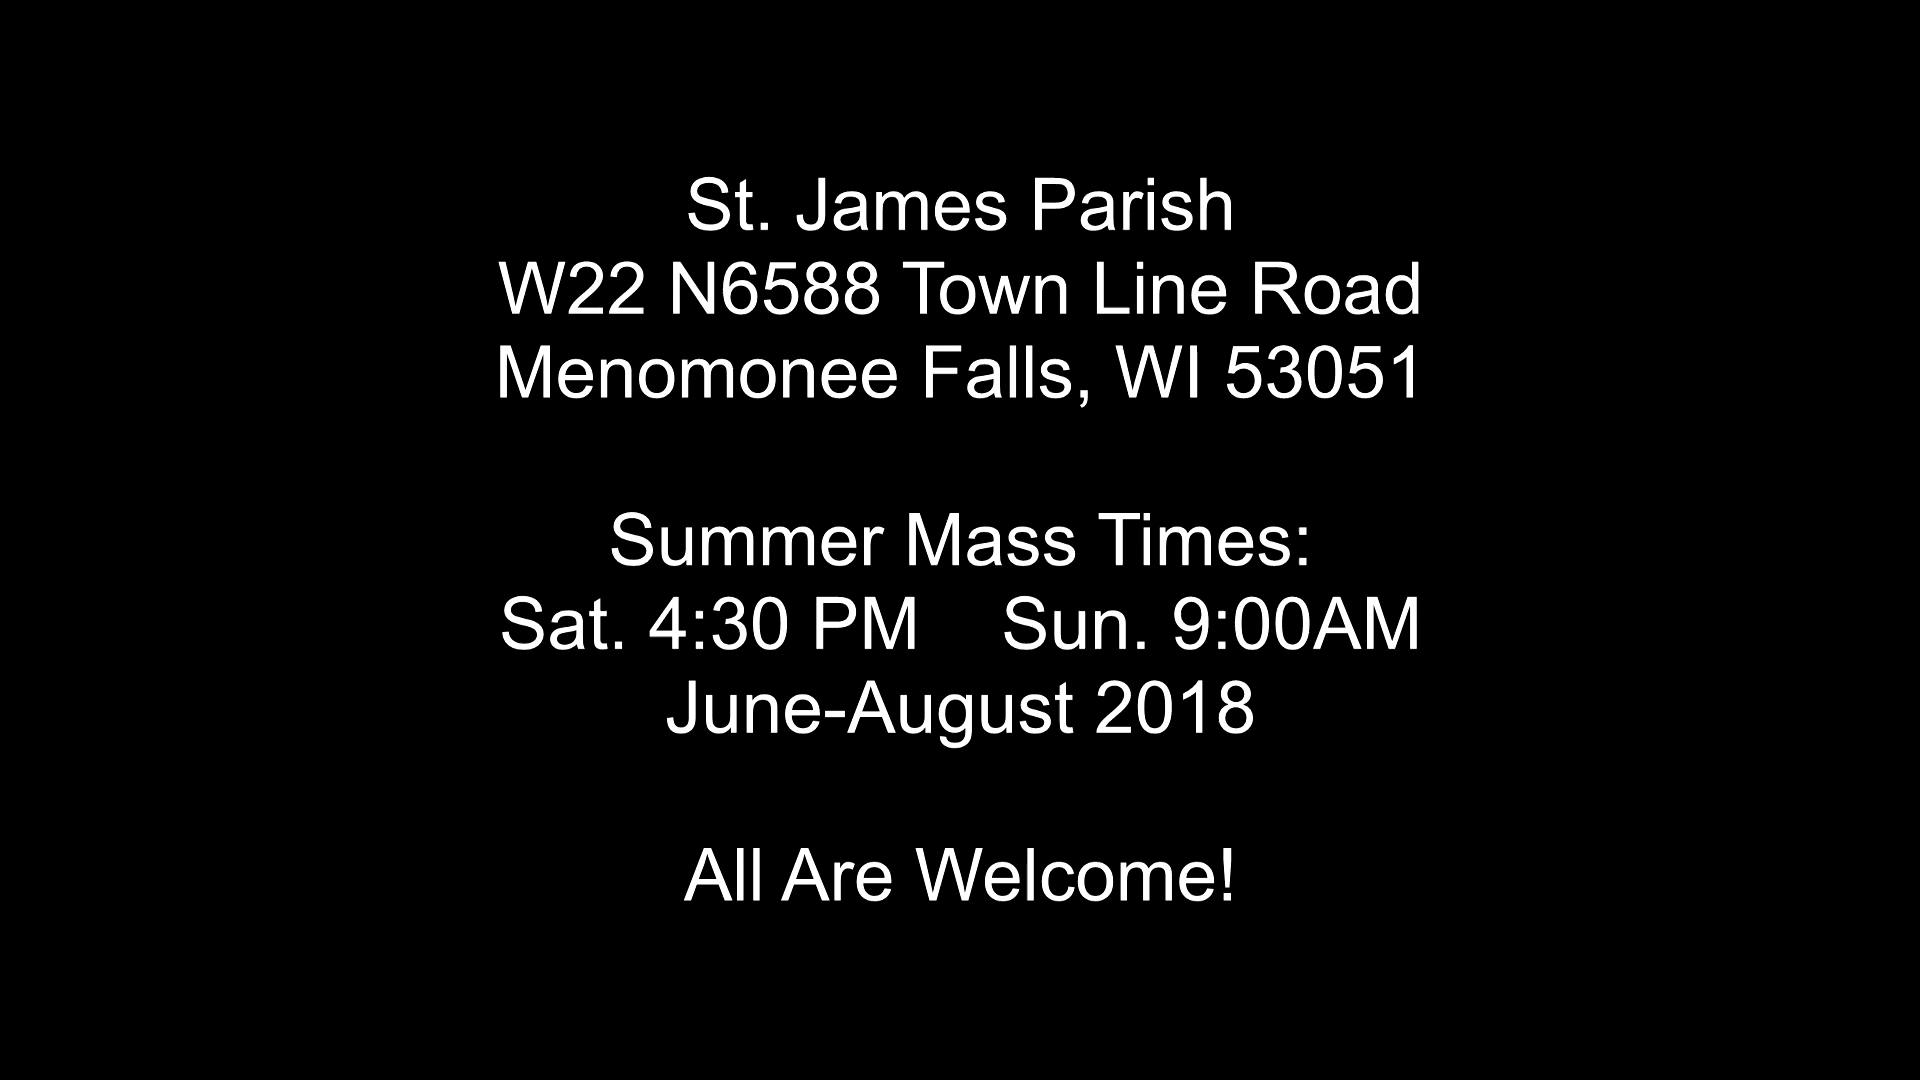 St. James Parish
W22 N6588 Town Line Road
Menomonee Falls, WI 53051
Summer Mass Times:
Sat. 4:30 PM    Sun. 9:00AM
June-August 2018
All Are Welcome!